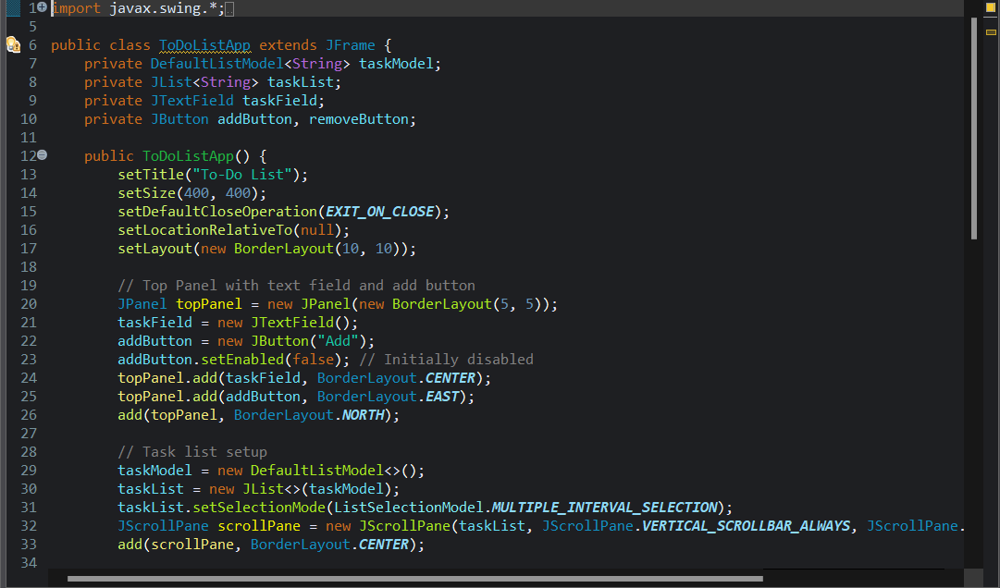 1 import javax.swing.*;
5
6 public class ToDoListApp extends JFrame {
7     private DefaultListModel<String> taskModel;
8     private JList<String> taskList;
9     private JTextField taskField;
10     private JButton addButton, removeButton;
11
12     public ToDoListApp() {
13         setTitle("To-Do List");
14         setSize(400, 400);
15         setDefaultCloseOperation(EXIT_ON_CLOSE);
16         setLocationRelativeTo(null);
17         setLayout(new BorderLayout(10, 10));
18
19         // Top Panel with text field and add button
20         JPanel topPanel = new JPanel(new BorderLayout(5, 5));
21         taskField = new JTextField();
22         addButton = new JButton("Add");
23         addButton.setEnabled(false); // Initially disabled
24         topPanel.add(taskField, BorderLayout.CENTER);
25         topPanel.add(addButton, BorderLayout.EAST);
26         add(topPanel, BorderLayout.NORTH);
27
28         // Task list setup
29         taskModel = new DefaultListModel<>();
30         taskList = new JList<>(taskModel);
31         taskList.setSelectionMode(ListSelectionModel.MULTIPLE_INTERVAL_SELECTION);
32         JScrollPane scrollPane = new JScrollPane(taskList, JScrollPane.VERTICAL_SCROLLBAR_ALWAYS, JScrollPane.
33         add(scrollPane, BorderLayout.CENTER);
34